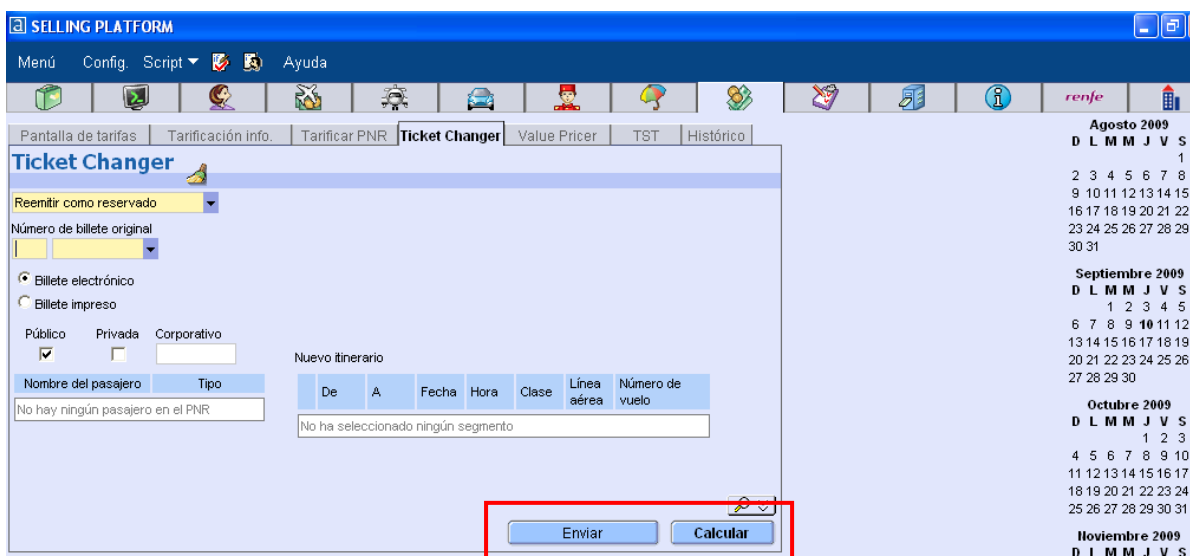 a SELLING PLATFORM
Menú Config. Script Ayuda
renfe
Pantalla de tarifas Tarificación info. Tarificar PNR Ticket Changer Value Pricer TST Histórico
Ticket Changer
Reemitir como reservado
Número de billete original
Billete electrónico
Billete impreso
Público Privada Corporativo
Nombre del pasajero Tipo
No hay ningún pasajero en el PNR
Nuevo itinerario
De A Fecha Hora Clase Línea aérea Número de vuelo
No ha seleccionado ningún segmento
Enviar Calcular
Agosto 2009
D L M M J V S
1
2 3 4 5 6 7 8
9 10 11 12 13 14 15
16 17 18 19 20 21 22
23 24 25 26 27 28 29
30 31
Septiembre 2009
D L M M J V S
1 2 3 4 5
6 7 8 9 10 11 12
13 14 15 16 17 18 19
20 21 22 23 24 25 26
27 28 29 30
Octubre 2009
D L M M J V S
1 2 3
4 5 6 7 8 9 10
11 12 13 14 15 16 17
18 19 20 21 22 23 24
25 26 27 28 29 30 31
Noviembre 2009
D L M M J V S